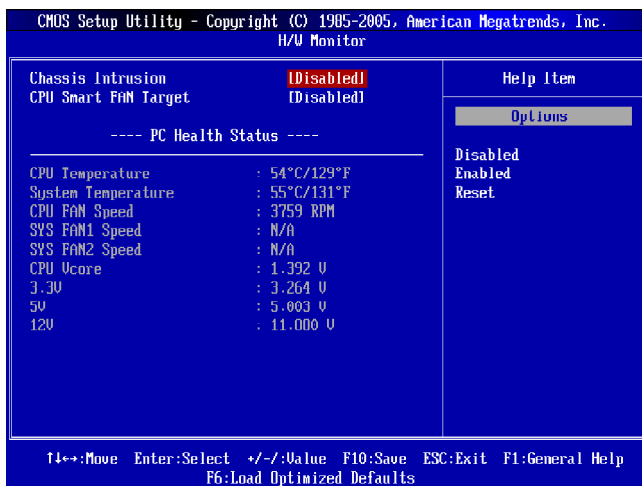 CMOS Setup Utility - Copyright (C) 1985-2005, American Megatrends, Inc.
H/W Monitor
Chassis Intrusion [Disabled]
CPU Smart FAN Target [Disabled]
---- PC Health Status ----
CPU Temperature : 54°C/129°F
System Temperature : 55°C/131°F
CPU FAN Speed : 3759 RPM
SYS FAN1 Speed : N/A
SYS FAN2 Speed : N/A
CPU Vcore : 1.392 V
3.3V : 3.264 V
5V : 5.003 V
12V : 11.000 V
Help Item
Options
Disabled
Enabled
Reset
↑↓←→:Move Enter:Select +/-/:Value F10:Save ESC:Exit F1:General Help
F6:Load Optimized Defaults